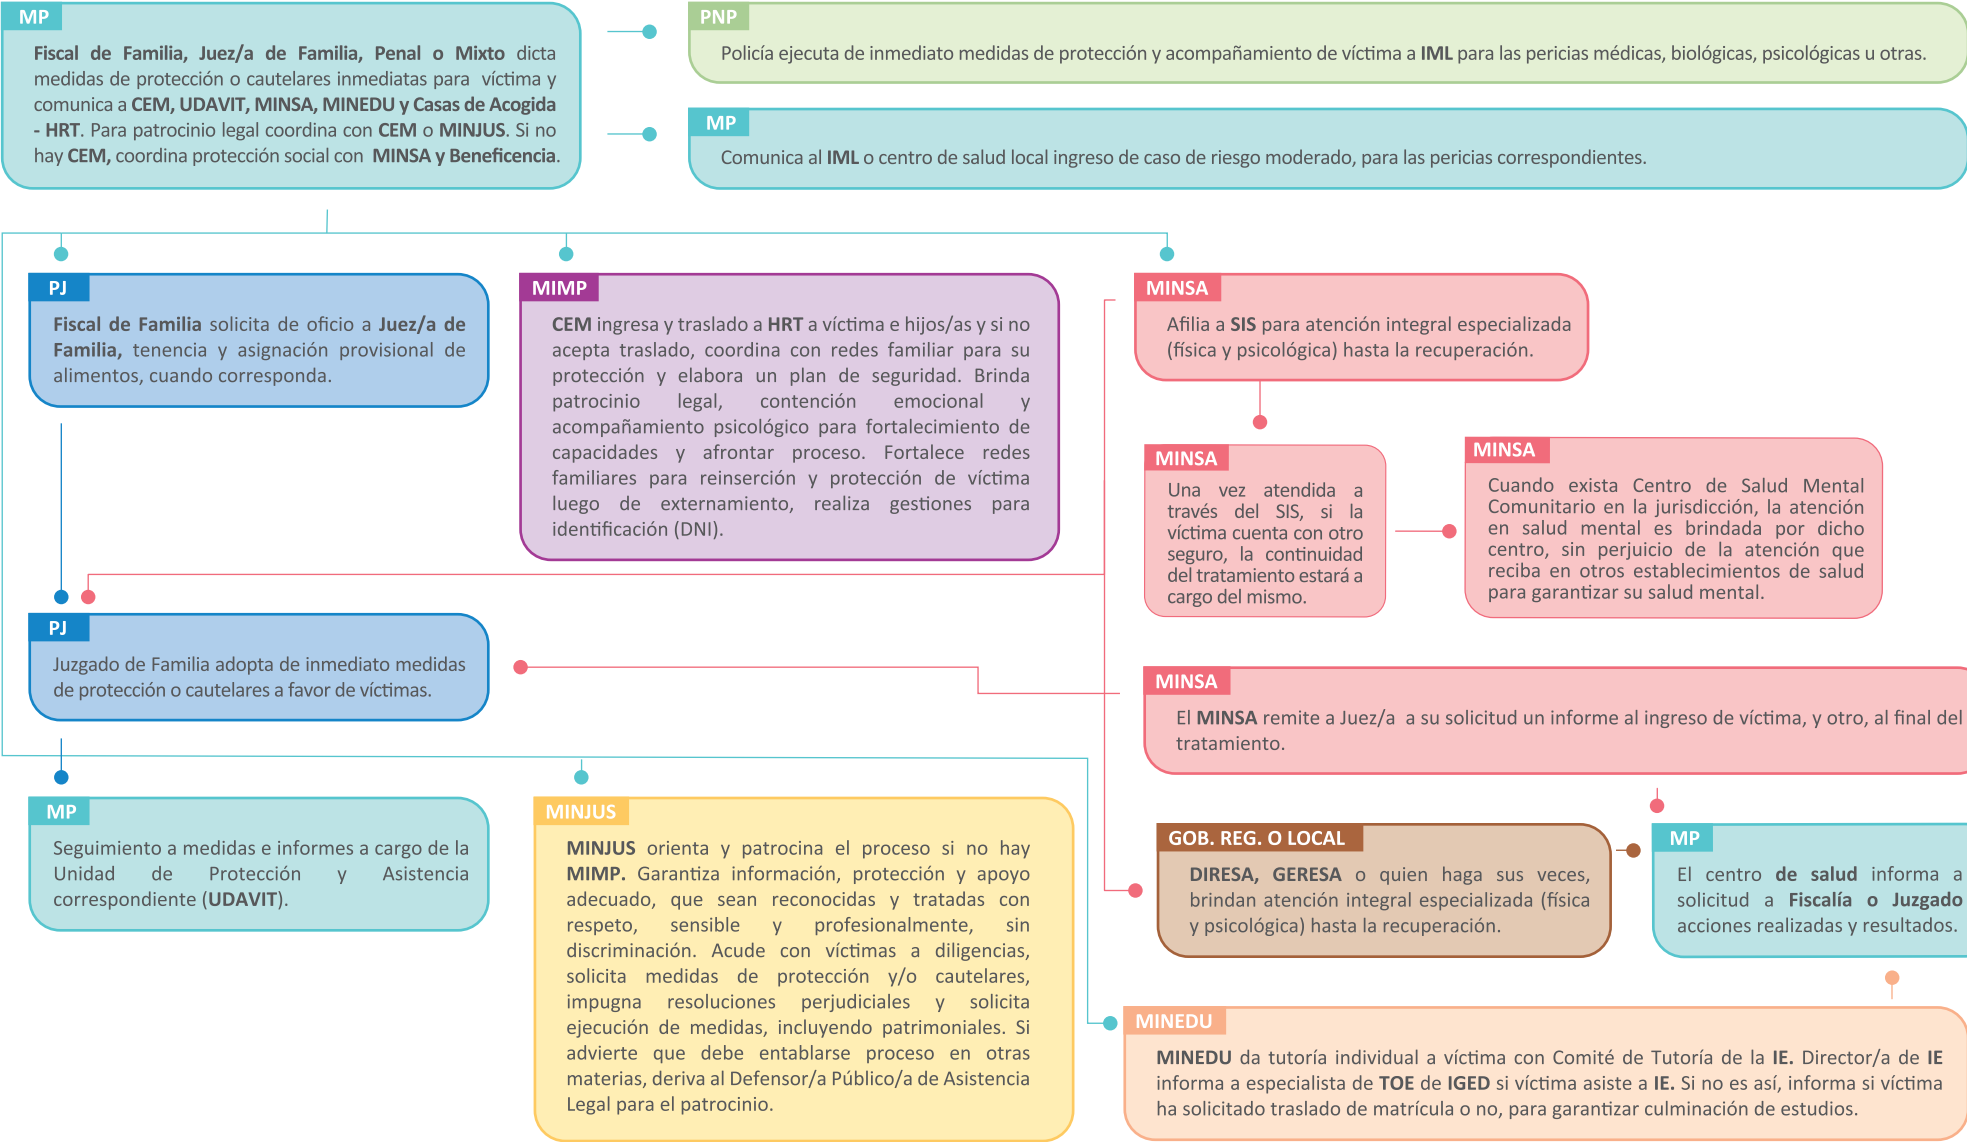 MP
Fiscal de Familia, Juez/a de Familia, Penal o Mixto dicta
medidas de protección o cautelares inmediatas para víctima y
comunica a CEM, UDAVIT, MINSA, MINEDU y Casas de Acogida
- HRT. Para patrocinio legal coordina con CEM o MINJUS. Si no
hay CEM, coordina protección social con MINSA y Beneficencia.
PNP
Policía ejecuta de inmediato medidas de protección y acompañamiento de víctima a IML para las pericias médicas, biológicas, psicológicas u otras.
MP
Comunica al IML o centro de salud local ingreso de caso de riesgo moderado, para las pericias correspondientes.
PJ
Fiscal de Familia solicita de oficio a Juez/a de
Familia, tenencia y asignación provisional de
alimentos, cuando corresponda.
MIMP
CEM ingresa y traslado a HRT a víctima e hijos/as y si no
acepta traslado, coordina con redes familiar para su
protección y elabora un plan de seguridad. Brinda
patrocinio legal, contención emocional y
acompañamiento psicológico para fortalecimiento de
capacidades y afrontar proceso. Fortalece redes
familiares para reinserción y protección de víctima
luego de externamiento, realiza gestiones para
identificación (DNI).
MINSA
Afilia a SIS para atención integral especializada
(física y psicológica) hasta la recuperación.
MINSA
Una vez atendida a
través del SIS, si la
víctima cuenta con otro
seguro, la continuidad
del tratamiento estará a
cargo del mismo.
MINSA
Cuando exista Centro de Salud Mental
Comunitario en la jurisdicción, la atención
en salud mental es brindada por dicho
centro, sin perjuicio de la atención que
reciba en otros establecimientos de salud
para garantizar su salud mental.
PJ
Juzgado de Familia adopta de inmediato medidas
de protección o cautelares a favor de víctimas.
MINSA
El MINSA remite a Juez/a a su solicitud un informe al ingreso de víctima, y otro, al final del
tratamiento.
MP
Seguimiento a medidas e informes a cargo de la
Unidad de Protección y Asistencia
correspondiente (UDAVIT).
MINJUS
MINJUS orienta y patrocina el proceso si no hay
MIMP. Garantiza información, protección y apoyo
adecuado, que sean reconocidas y tratadas con
respeto, sensible y profesionalmente, sin
discriminación. Acude con víctimas a diligencias,
solicita medidas de protección y/o cautelares,
impugna resoluciones perjudiciales y solicita
ejecución de medidas, incluyendo patrimoniales. Si
advierte que debe entablarse proceso en otras
materias, deriva al Defensor/a Público/a de Asistencia
Legal para el patrocinio.
GOB. REG. O LOCAL
DIRESA, GERESA o quien haga sus veces,
brindan atención integral especializada (física
y psicológica) hasta la recuperación.
MP
El centro de salud informa a
solicitud a Fiscalía o Juzgado
acciones realizadas y resultados.
MINEDU
MINEDU da tutoría individual a víctima con Comité de Tutoría de la IE. Director/a de IE
informa a especialista de TOE de IGED si víctima asiste a IE. Si no es así, informa si víctima
ha solicitado traslado de matrícula o no, para garantizar culminación de estudios.